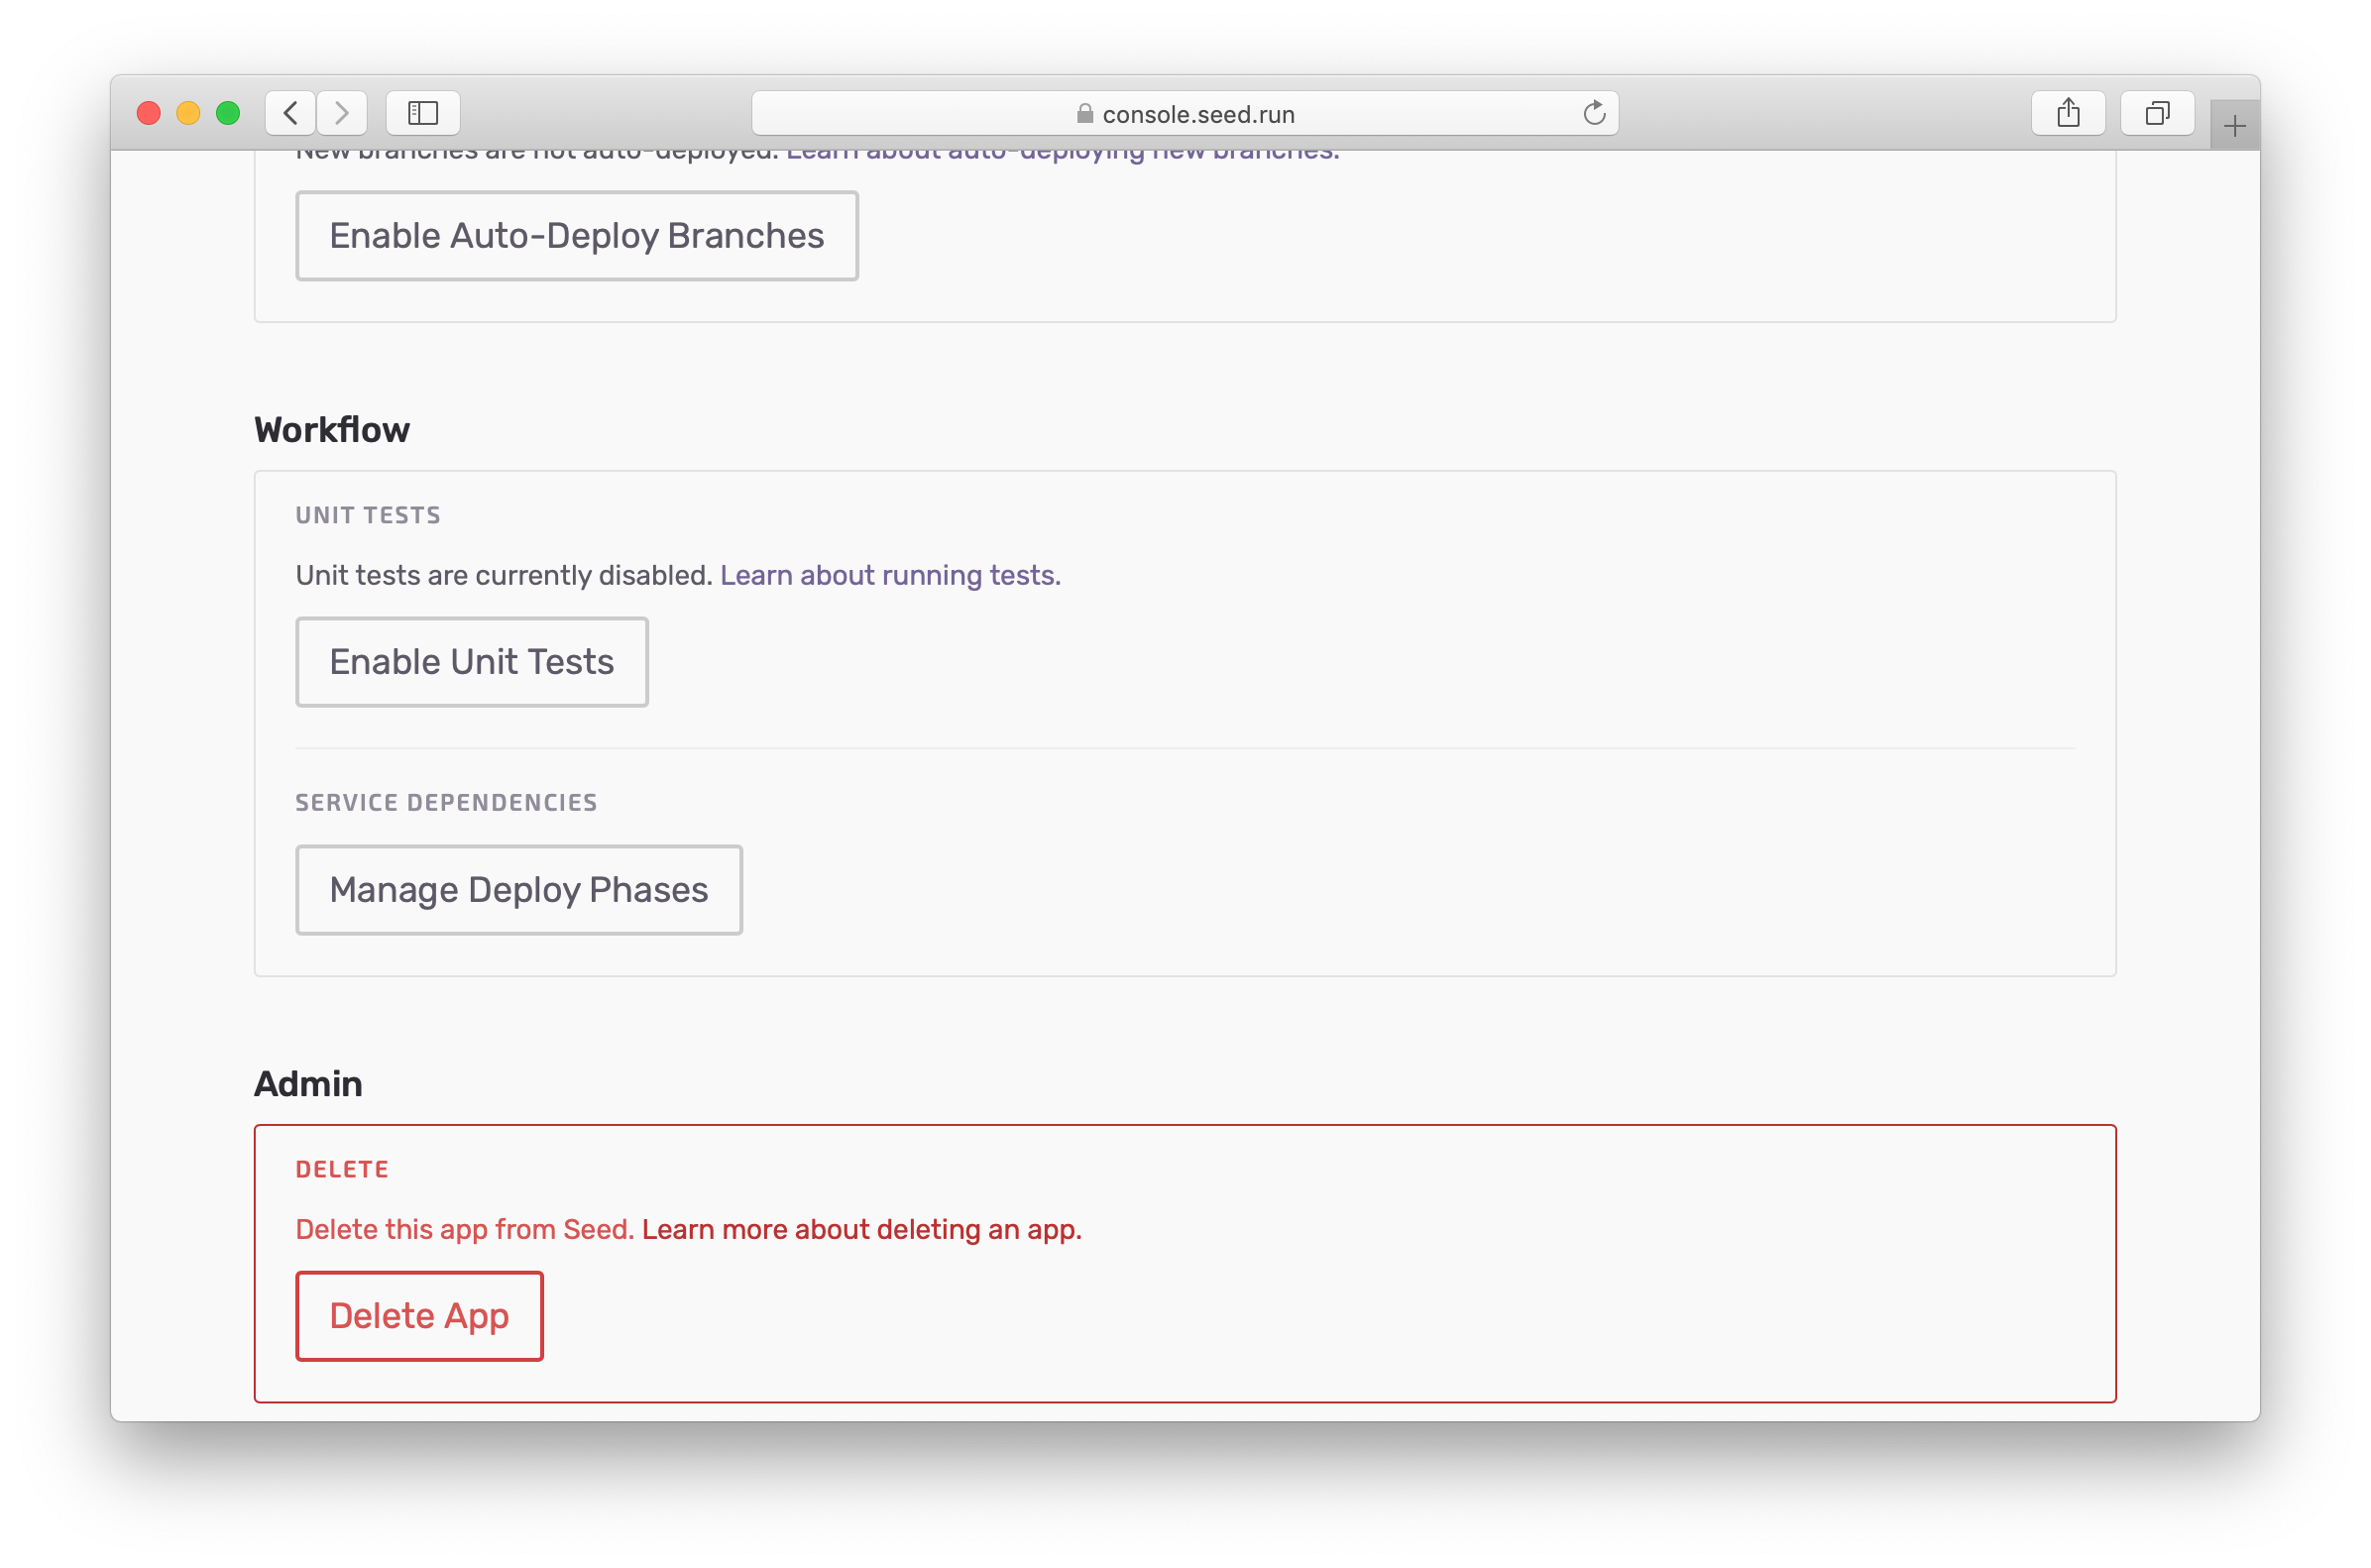 console.seed.run
New branches are not auto-deployed. Learn about auto-deploying new branches.
Enable Auto-Deploy Branches
Workflow
UNIT TESTS
Unit tests are currently disabled. Learn about running tests.
Enable Unit Tests
SERVICE DEPENDENCIES
Manage Deploy Phases
Admin
DELETE
Delete this app from Seed. Learn more about deleting an app.
Delete App